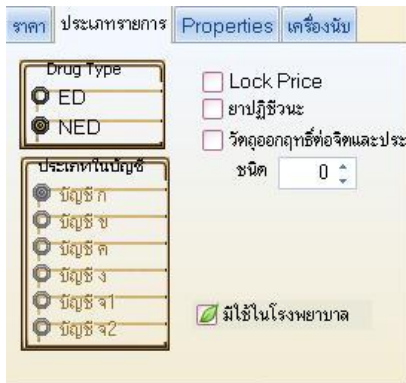 ราคา ประเภทรายการ Properties เครื่องนับ
Drug Type
ED
NED
ประเภทในบัญชี
บัญชี ก
บัญชี ข
บัญชี ค
บัญชี ง
บัญชี จ1
บัญชี จ2
Lock Price
ยาปฏิชีวนะ
วัตถุออกฤทธิ์ต่อจิตและประ
ชนิด 0
มีใช้ในโรงพยาบาล